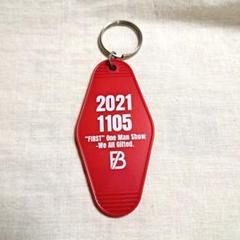 2021
1105
"FIRST" One Man Show
-We All Gifted.